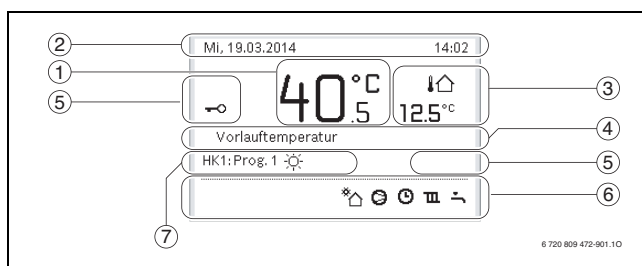 ② Mi, 19.03.2014 14:02
① 40.5 °C
⑤ 12.5°C ③
Vorlauftemperatur ④
HK1: Prog. 1 ⑤
⑥
⑦
6 720 809 472-901.1O